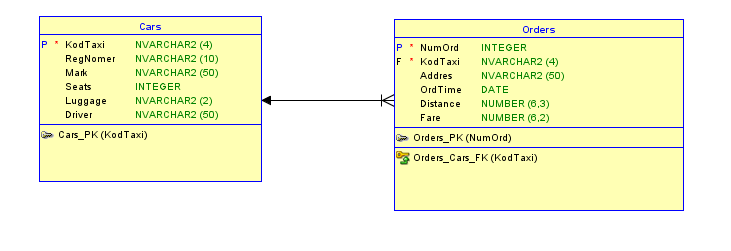 Cars
P * KodTaxi NVARCHAR2 (4)
RegNomer NVARCHAR2 (10)
Mark NVARCHAR2 (50)
Seats INTEGER
Luggage NVARCHAR2 (2)
Driver NVARCHAR2 (50)
Cars_PK (KodTaxi)
Orders
P * NumOrd INTEGER
F * KodTaxi NVARCHAR2 (4)
Addres NVARCHAR2 (50)
OrdTime DATE
Distance NUMBER (6,3)
Fare NUMBER (6,2)
Orders_PK (NumOrd)
Orders_Cars_FK (KodTaxi)